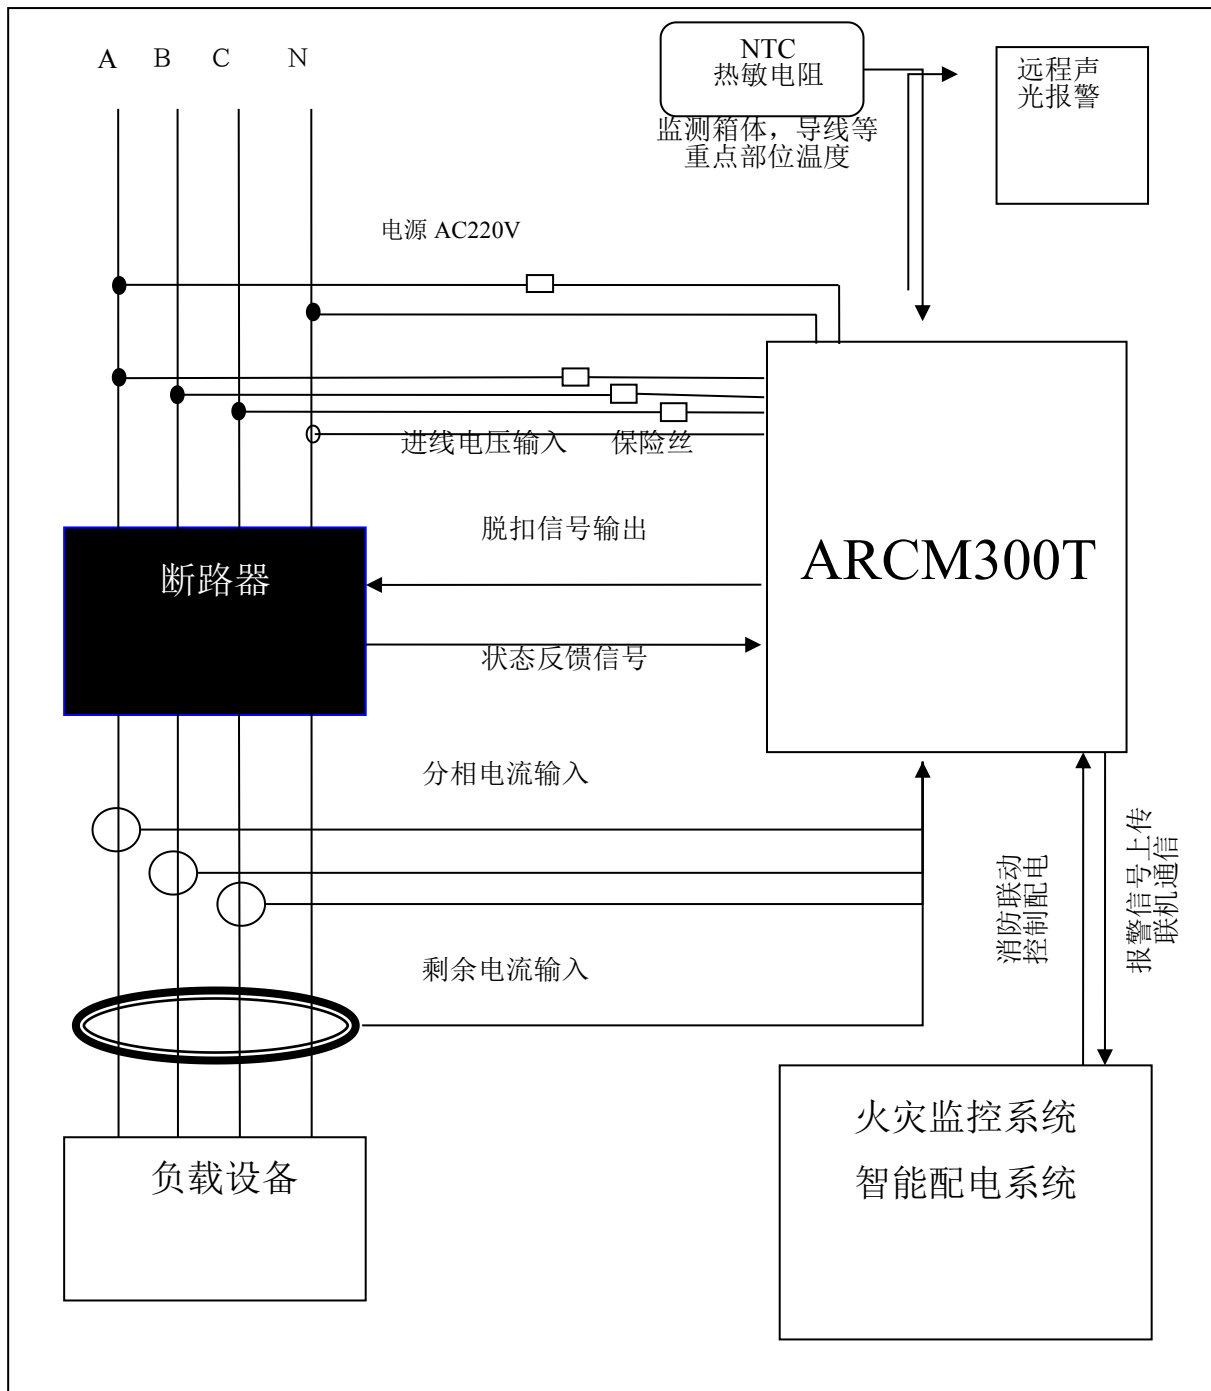 A B C N
NTC
热敏电阻
监测箱体，导线等
重点部位温度
远程声
光报警
电源 AC220V
进线电压输入 保险丝
脱扣信号输出
断路器
ARCM300T
状态反馈信号
分相电流输入
消防联动
控制配电
报警信号上传
联机通信
剩余电流输入
负载设备
火灾监控系统
智能配电系统